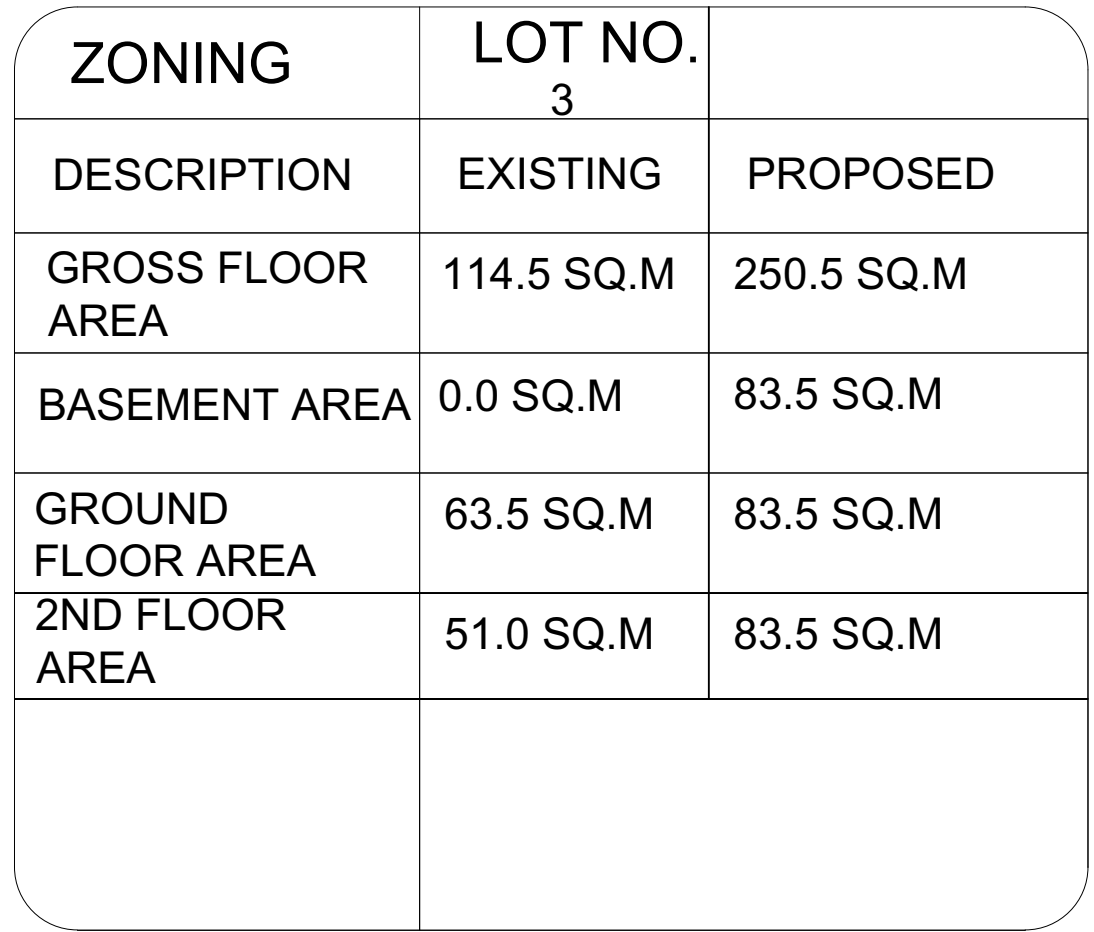 ZONING
LOT NO.
3
DESCRIPTION
EXISTING
PROPOSED
GROSS FLOOR
AREA
114.5 SQ.M
250.5 SQ.M
BASEMENT AREA
0.0 SQ.M
83.5 SQ.M
GROUND
FLOOR AREA
63.5 SQ.M
83.5 SQ.M
2ND FLOOR
AREA
51.0 SQ.M
83.5 SQ.M